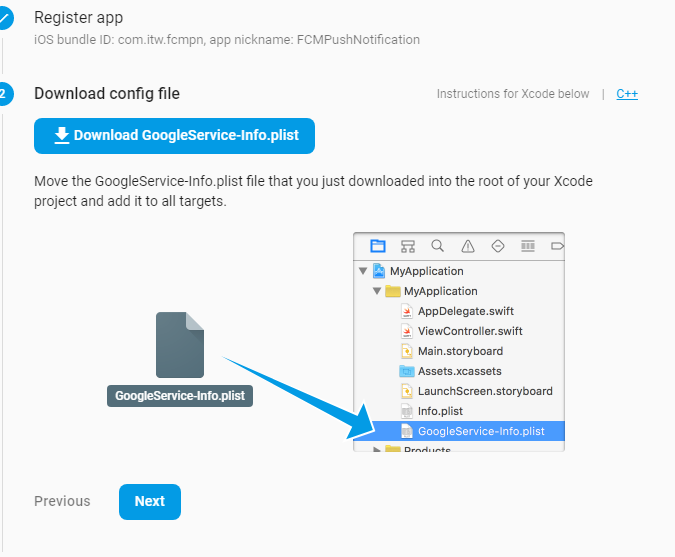 Register app
iOS bundle ID: com.itw.fcmpn, app nickname: FCMPushNotification
2
Download config file
Instructions for Xcode below | C++
Download GoogleService-Info.plist
Move the GoogleService-Info.plist file that you just downloaded into the root of your Xcode
project and add it to all targets.
MyApplication
MyApplication
AppDelegate.swift
ViewController.swift
Main.storyboard
Assets.xcassets
LaunchScreen.storyboard
Info.plist
GoogleService-Info.plist
Products
GoogleService-Info.plist
Previous
Next